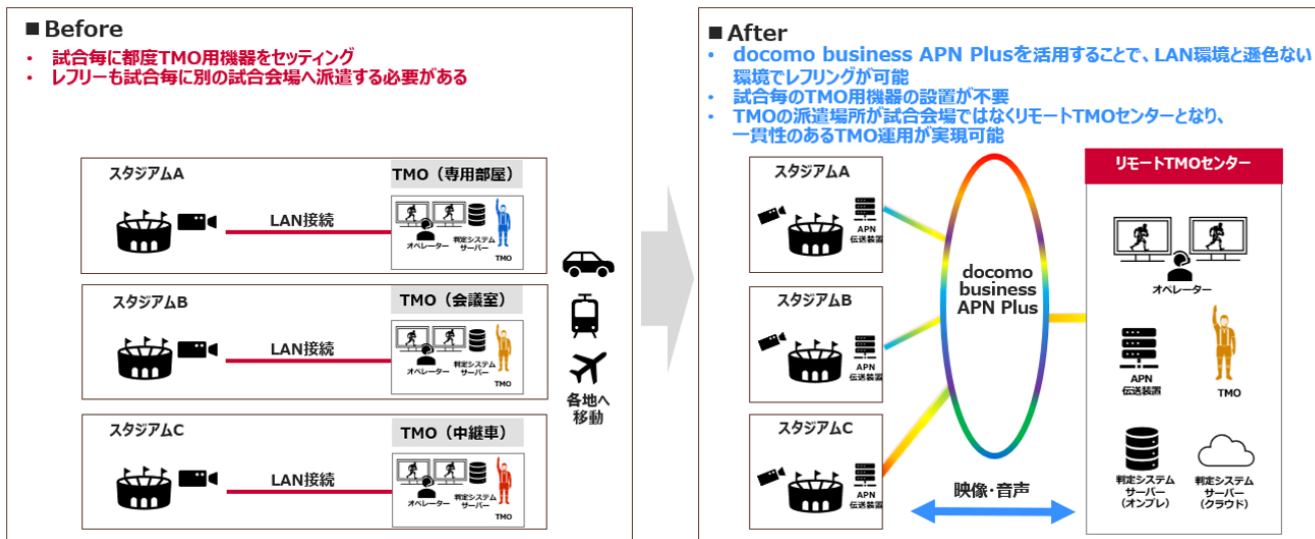 ■Before
• 試合毎に都度TMO用機器をセッティング
• レフリーも試合毎に別の試合会場へ派遣する必要がある
スタジアムA
TMO（専用部屋）
LAN接続
オペレーター
判定システム
サーバー
TMO
スタジアムB
TMO（会議室）
LAN接続
オペレーター
判定システム
サーバー
TMO
スタジアムC
TMO（中継車）
LAN接続
オペレーター
判定システム
サーバー
TMO
各地へ
移動
■After
• docomo business APN Plusを活用することで、LAN環境と遜色ない
環境でレフリングが可能
• 試合毎のTMO用機器の設置が不要
• TMOの派遣場所が試合会場ではなくリモートTMOセンターとなり、
一貫性のあるTMO運用が実現可能
スタジアムA
APN
伝送装置
スタジアムB
APN
伝送装置
スタジアムC
APN
伝送装置
docomo
business
APN Plus
映像・音声
リモートTMOセンター
オペレーター
APN
伝送装置
TMO
判定システム
サーバー
（オンプレ）
判定システム
サーバー
（クラウド）